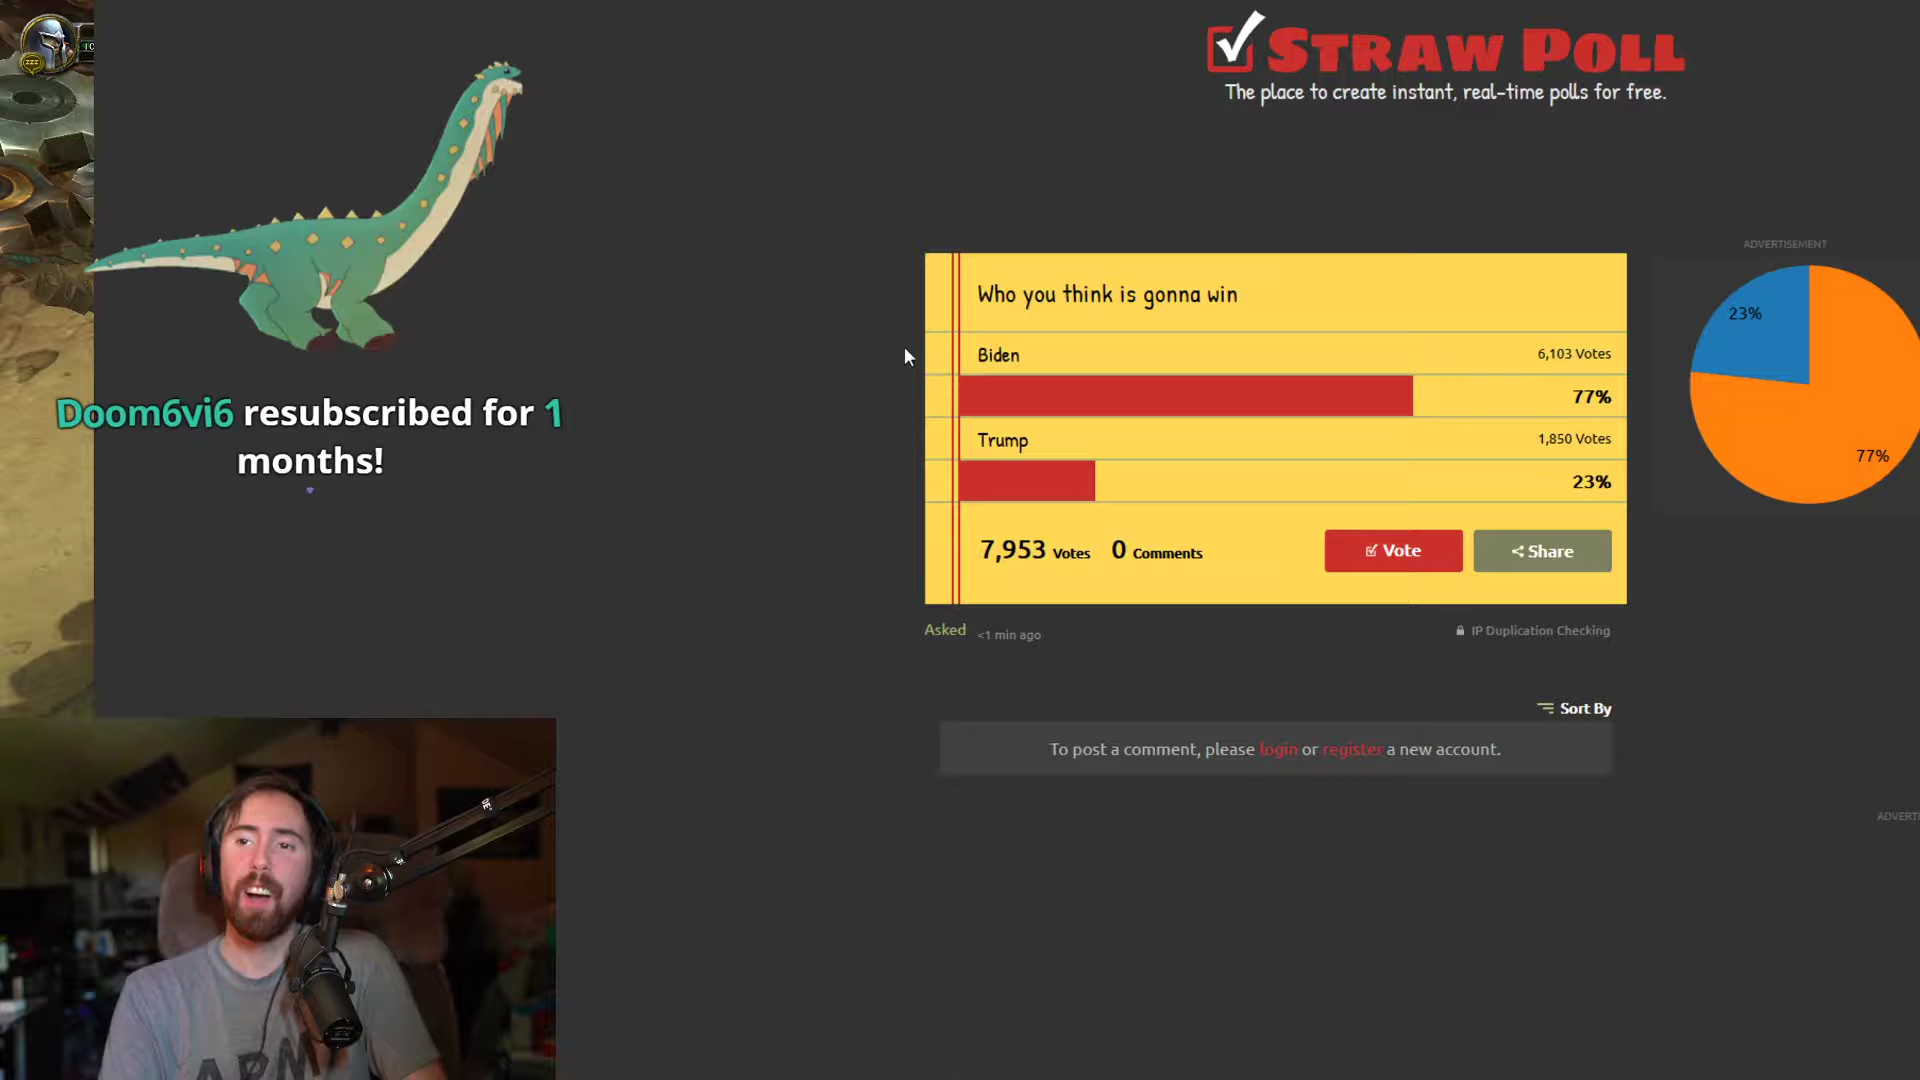 zzz
STRAW POLL
The place to create instant, real-time polls for free.
ADVERTISEMENT
Who you think is gonna win
23%
Biden
6,103 Votes
77%
Doom6vi6 resubscribed for 1
months!
Trump
1,850 Votes
77%
23%
7,953 Votes 0 Comments
Vote
Share
Asked <1 min ago
IP Duplication Checking
Sort By
To post a comment, please login or register a new account.
ADVERTI
ARM